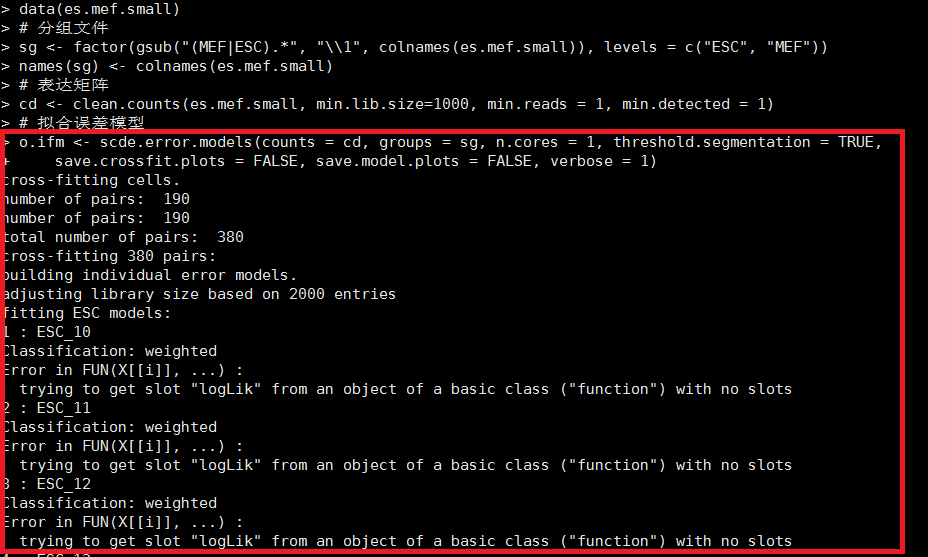 > data(es.mef.small)
> # 分组文件
> sg <- factor(gsub("(MEF|ESC).*", "\\1", colnames(es.mef.small)), levels = c("ESC", "MEF"))
> names(sg) <- colnames(es.mef.small)
> # 表达矩阵
> cd <- clean.counts(es.mef.small, min.lib.size=1000, min.reads = 1, min.detected = 1)
> # 拟合误差模型
> o.ifm <- scde.error.models(counts = cd, groups = sg, n.cores = 1, threshold.segmentation = TRUE,
+     save.crossfit.plots = FALSE, save.model.plots = FALSE, verbose = 1)
cross-fitting cells.
number of pairs:  190
number of pairs:  190
total number of pairs:  380
cross-fitting 380 pairs:
building individual error models.
adjusting library size based on 2000 entries
fitting ESC models:
1 : ESC_10
Classification: weighted
Error in FUN(X[[i]], ...) :
  trying to get slot "logLik" from an object of a basic class ("function") with no slots
2 : ESC_11
Classification: weighted
Error in FUN(X[[i]], ...) :
  trying to get slot "logLik" from an object of a basic class ("function") with no slots
3 : ESC_12
Classification: weighted
Error in FUN(X[[i]], ...) :
  trying to get slot "logLik" from an object of a basic class ("function") with no slots